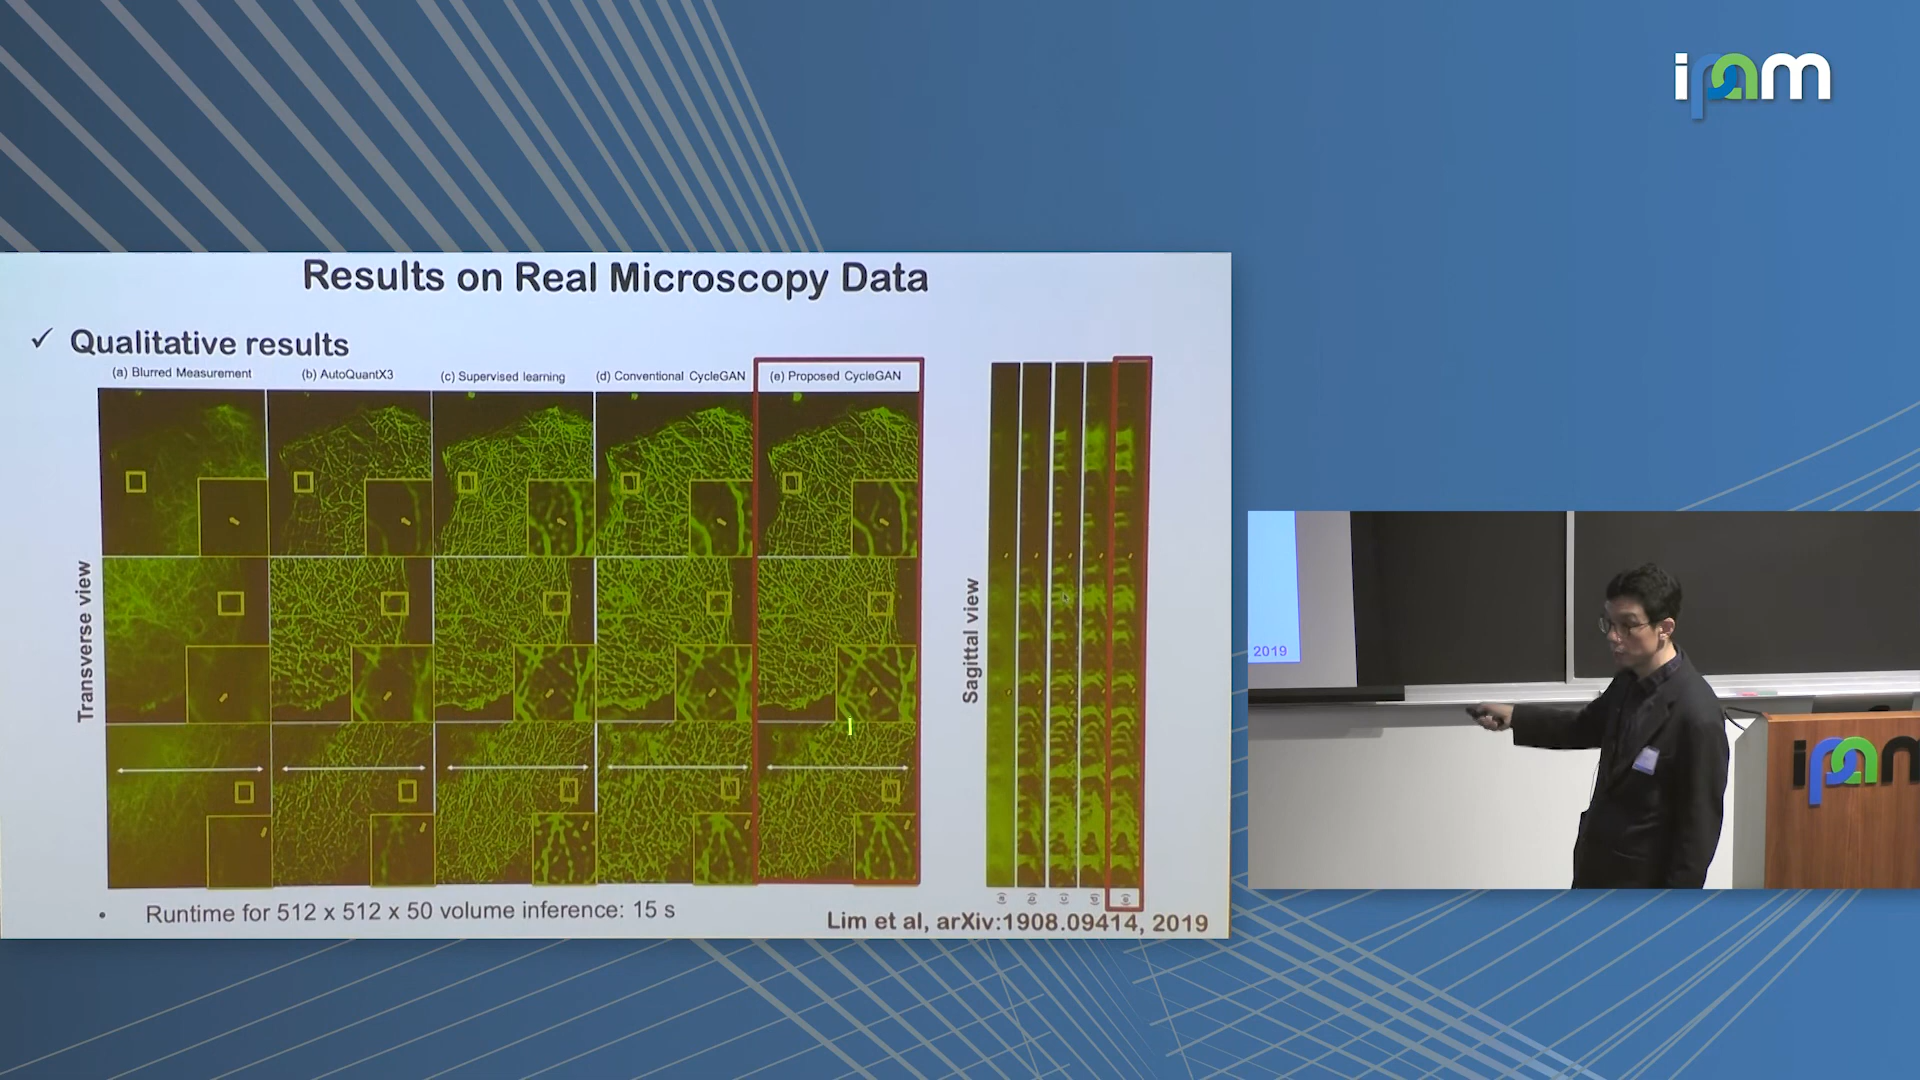 ipam
Results on Real Microscopy Data
✓ Qualitative results
(a) Blurred Measurement
(b) AutoQuantX3
(c) Supervised learning
(d) Conventional CycleGAN
(e) Proposed CycleGAN
Transverse view
Sagittal view
(a)
(b)
(c)
(d)
(e)
• Runtime for 512 x 512 x 50 volume inference: 15 s
Lim et al, arXiv:1908.09414, 2019
2019
ipam